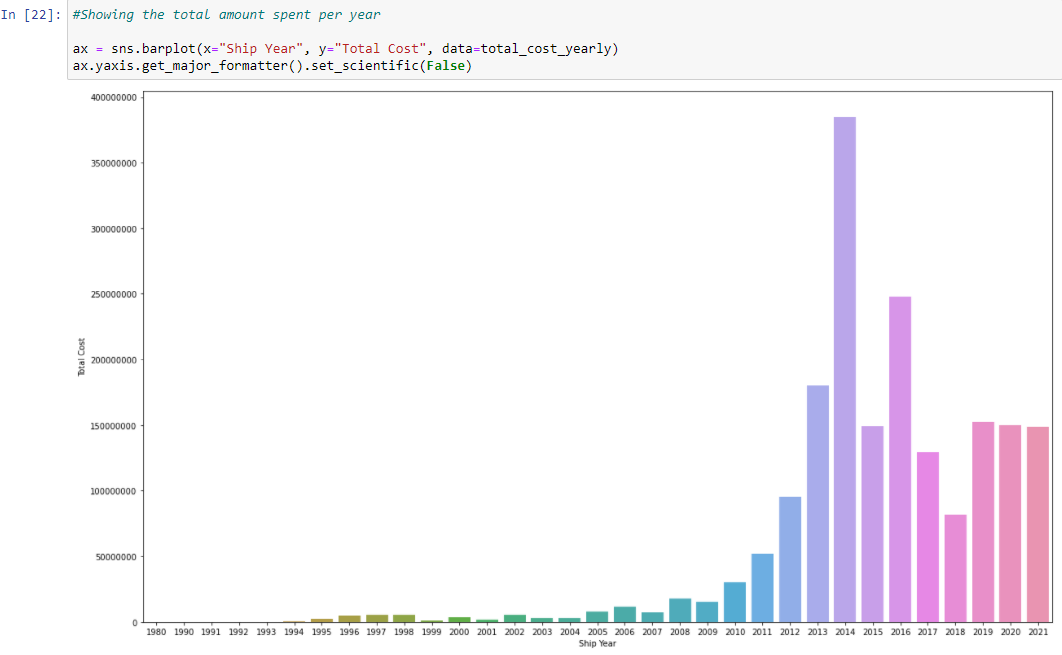 In [22]: #Showing the total amount spent per year
ax = sns.barplot(x="Ship Year", y="Total Cost", data=total_cost_yearly)
ax.yaxis.get_major_formatter().set_scientific(False)
400000000
350000000
300000000
250000000
200000000
150000000
100000000
50000000
0
Total Cost
1980 1990 1991 1992 1993 1994 1995 1996 1997 1998 1999 2000 2001 2002 2003 2004 2005 2006 2007 2008 2009 2010 2011 2012 2013 2014 2015 2016 2017 2018 2019 2020 2021
Ship Year